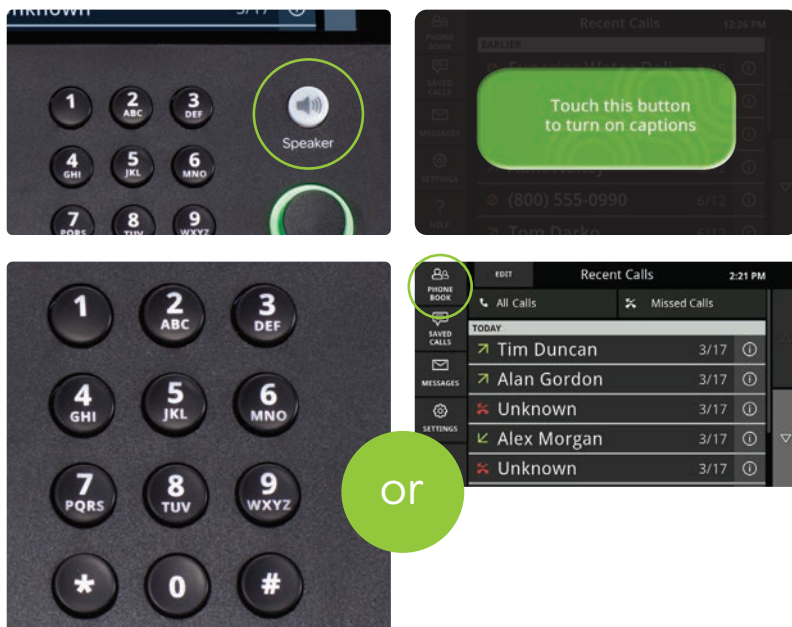 3/17
1
2
ABC
3
DEF
4
GHI
5
JKL
6
MNO
7
PQRS
8
TUV
9
WXYZ
Speaker
PHONE
BOOK
SAVED
CALLS
MESSAGES
SETTINGS
?
HELP
Recent Calls
12:26 PM
EARLIER
Touch this button
to turn on captions
(800) 555-0990
6/12
Tom Darko
6/12
1
2
ABC
3
DEF
4
GHI
5
JKL
6
MNO
7
PQRS
8
TUV
9
WXYZ
*
0
#
or
PHONE
BOOK
SAVED
CALLS
MESSAGES
SETTINGS
EDIT
Recent Calls
2:21 PM
All Calls
Missed Calls
TODAY
Tim Duncan 3/17
Alan Gordon 3/17
Unknown 3/17
Alex Morgan 3/17
Unknown 3/17